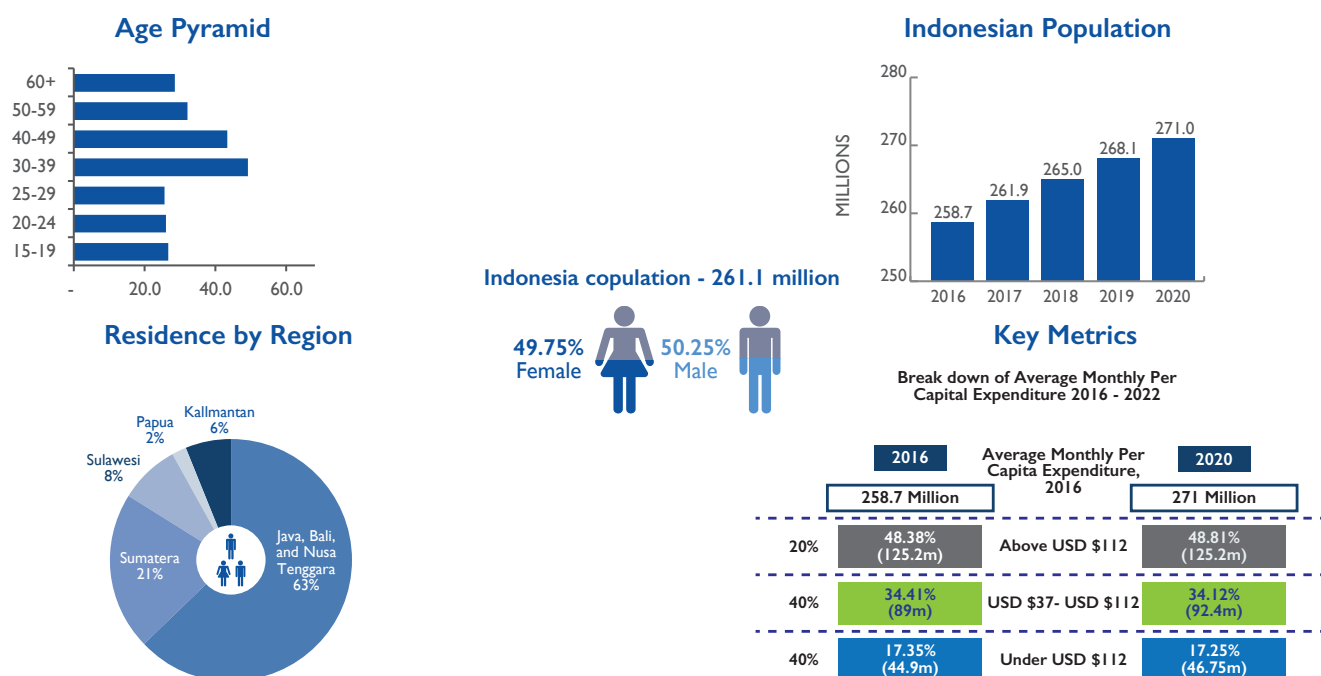 Age Pyramid
60+
50-59
40-49
30-39
25-29
20-24
15-19
-
20.0
40.0
60.0
Indonesian Population
MILLIONS
280
270
260
250
258.7
261.9
265.0
268.1
271.0
2016
2017
2018
2019
2020
Indonesia copulation - 261.1 million
49.75%
Female
50.25%
Male
Residence by Region
Kallmantan
6%
Papua
2%
Sulawesi
8%
Sumatera
21%
Java, Bali,
and Nusa
Tenggara
63%
Key Metrics
Break down of Average Monthly Per
Capital Expenditure 2016 - 2022
2016
Average Monthly Per
Capita Expenditure,
2016
2020
258.7 Million
271 Million
20%
48.38%
(125.2m)
Above USD $112
48.81%
(125.2m)
40%
34.41%
(89m)
USD $37- USD $112
34.12%
(92.4m)
40%
17.35%
(44.9m)
Under USD $112
17.25%
(46.75m)